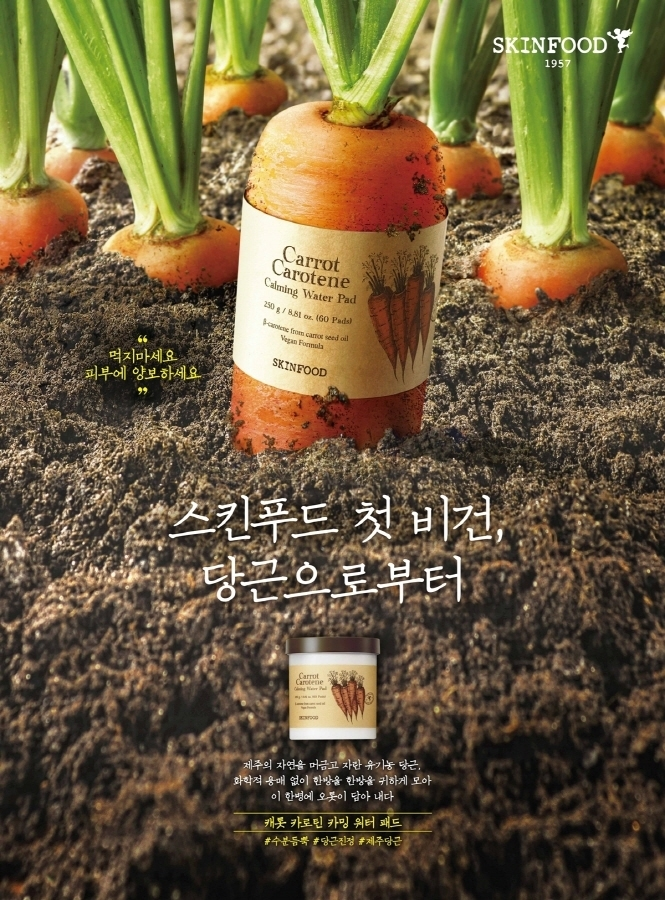 SKINFOOD
1957
Carrot
Carotene
Calming Water Pad
250 g / 8.81 oz. (60 Pads)
β-carotene from carrot seed oil
Vegan Formula
SKINFOOD
“
먹지마세요
피부에 양보하세요
”
스킨푸드 첫 비건,
당근으로부터
Carrot
Carotene
Calming Water Pad
SKINFOOD
제주의 자연을 머금고 자란 유기농 당근,
화학적 용매 없이 한방울 한방울 귀하게 모아
이 한병에 오롯이 담아 내다
캐롯 카로틴 카밍 워터 패드
#수분듬뿍 #당근진정 #제주당근